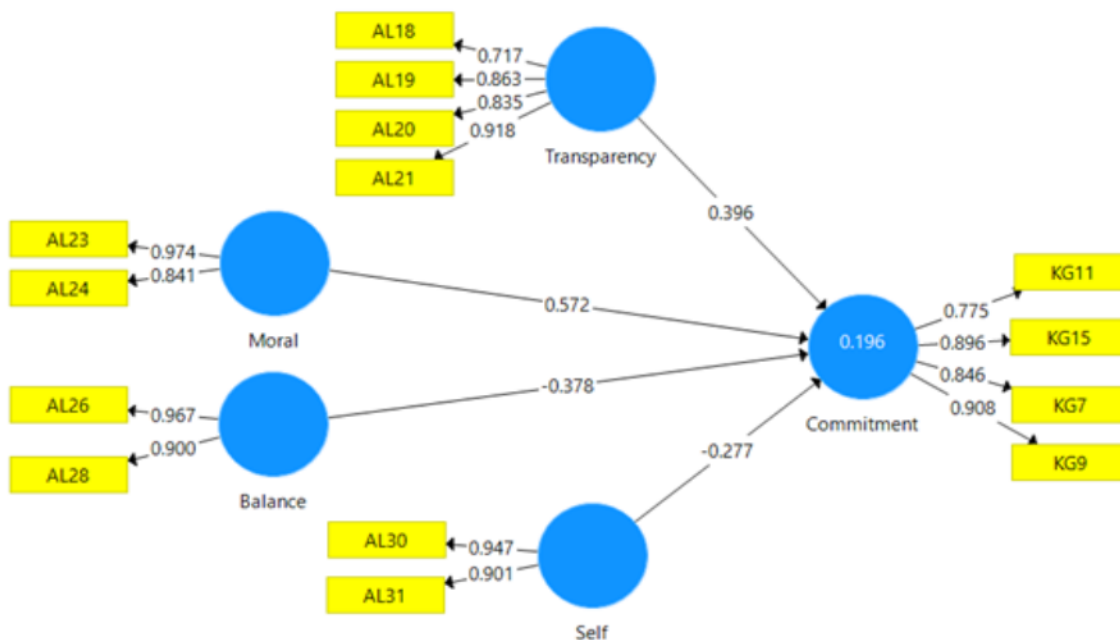 AL18
0.717
AL19
0.863
AL20
0.835
AL21
0.918
Transparency
0.396
AL23
0.974
AL24
0.841
Moral
0.572
AL26
0.967
AL28
0.900
Balance
-0.378
AL30
0.947
AL31
0.901
Self
-0.277
0.196
Commitment
KG11
0.775
KG15
0.896
KG7
0.846
KG9
0.908